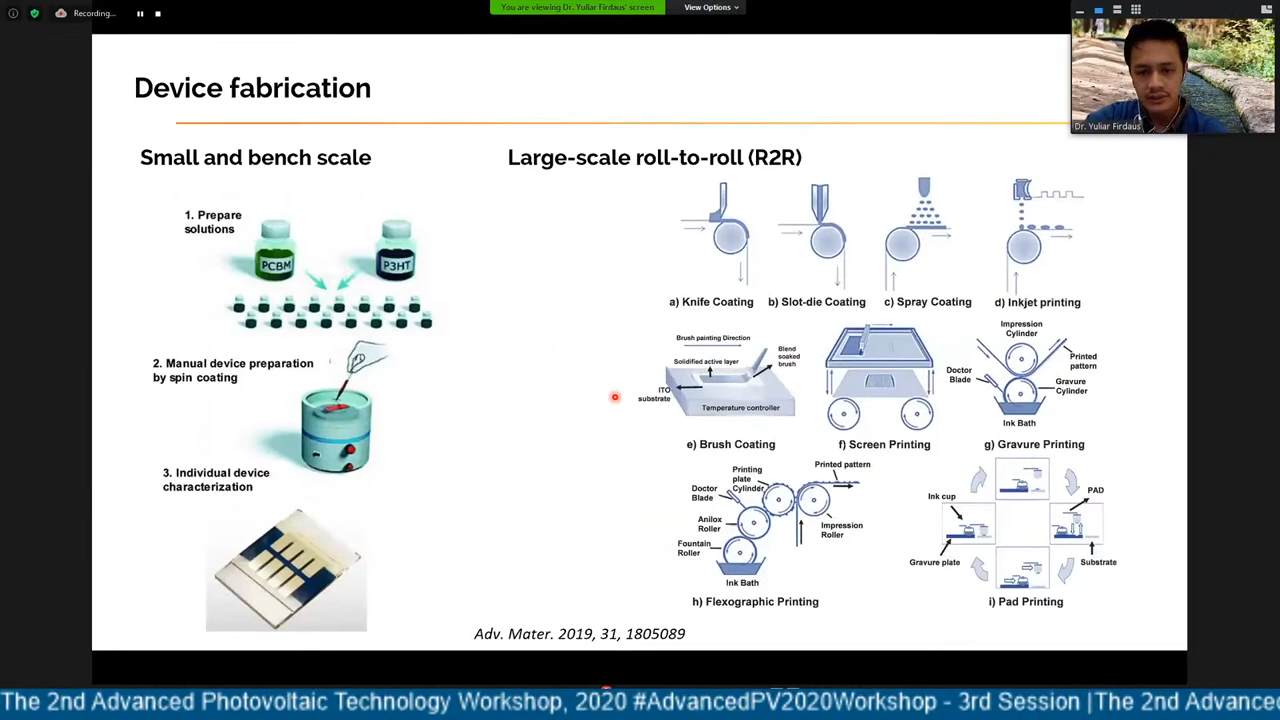 Recording...
You are viewing Dr. Yuliar Firdaus' screen
View Options
Dr. Yuliar Firdaus
Device fabrication
Small and bench scale
Large-scale roll-to-roll (R2R)
1. Prepare
solutions
PCBM
P3HT
2. Manual device preparation
by spin coating
3. Individual device
characterization
a) Knife Coating
b) Slot-die Coating
c) Spray Coating
d) Inkjet printing
Brush painting Direction
Solidified active layer
Blend
soaked
brush
ITO
substrate
Temperature controller
e) Brush Coating
f) Screen Printing
Impression
Cylinder
Printed
pattern
Doctor
Blade
Gravure
Cylinder
Ink Bath
g) Gravure Printing
Printing
plate
Cylinder
Printed pattern
Doctor
Blade
Anilox
Roller
Impression
Roller
Fountain
Roller
Ink Bath
h) Flexographic Printing
Ink cup
PAD
Gravure plate
Substrate
i) Pad Printing
Adv. Mater. 2019, 31, 1805089
The 2nd Advanced Photovoltaic Technology Workshop, 2020 #AdvancedPV2020Workshop - 3rd Session |The 2nd Advanced